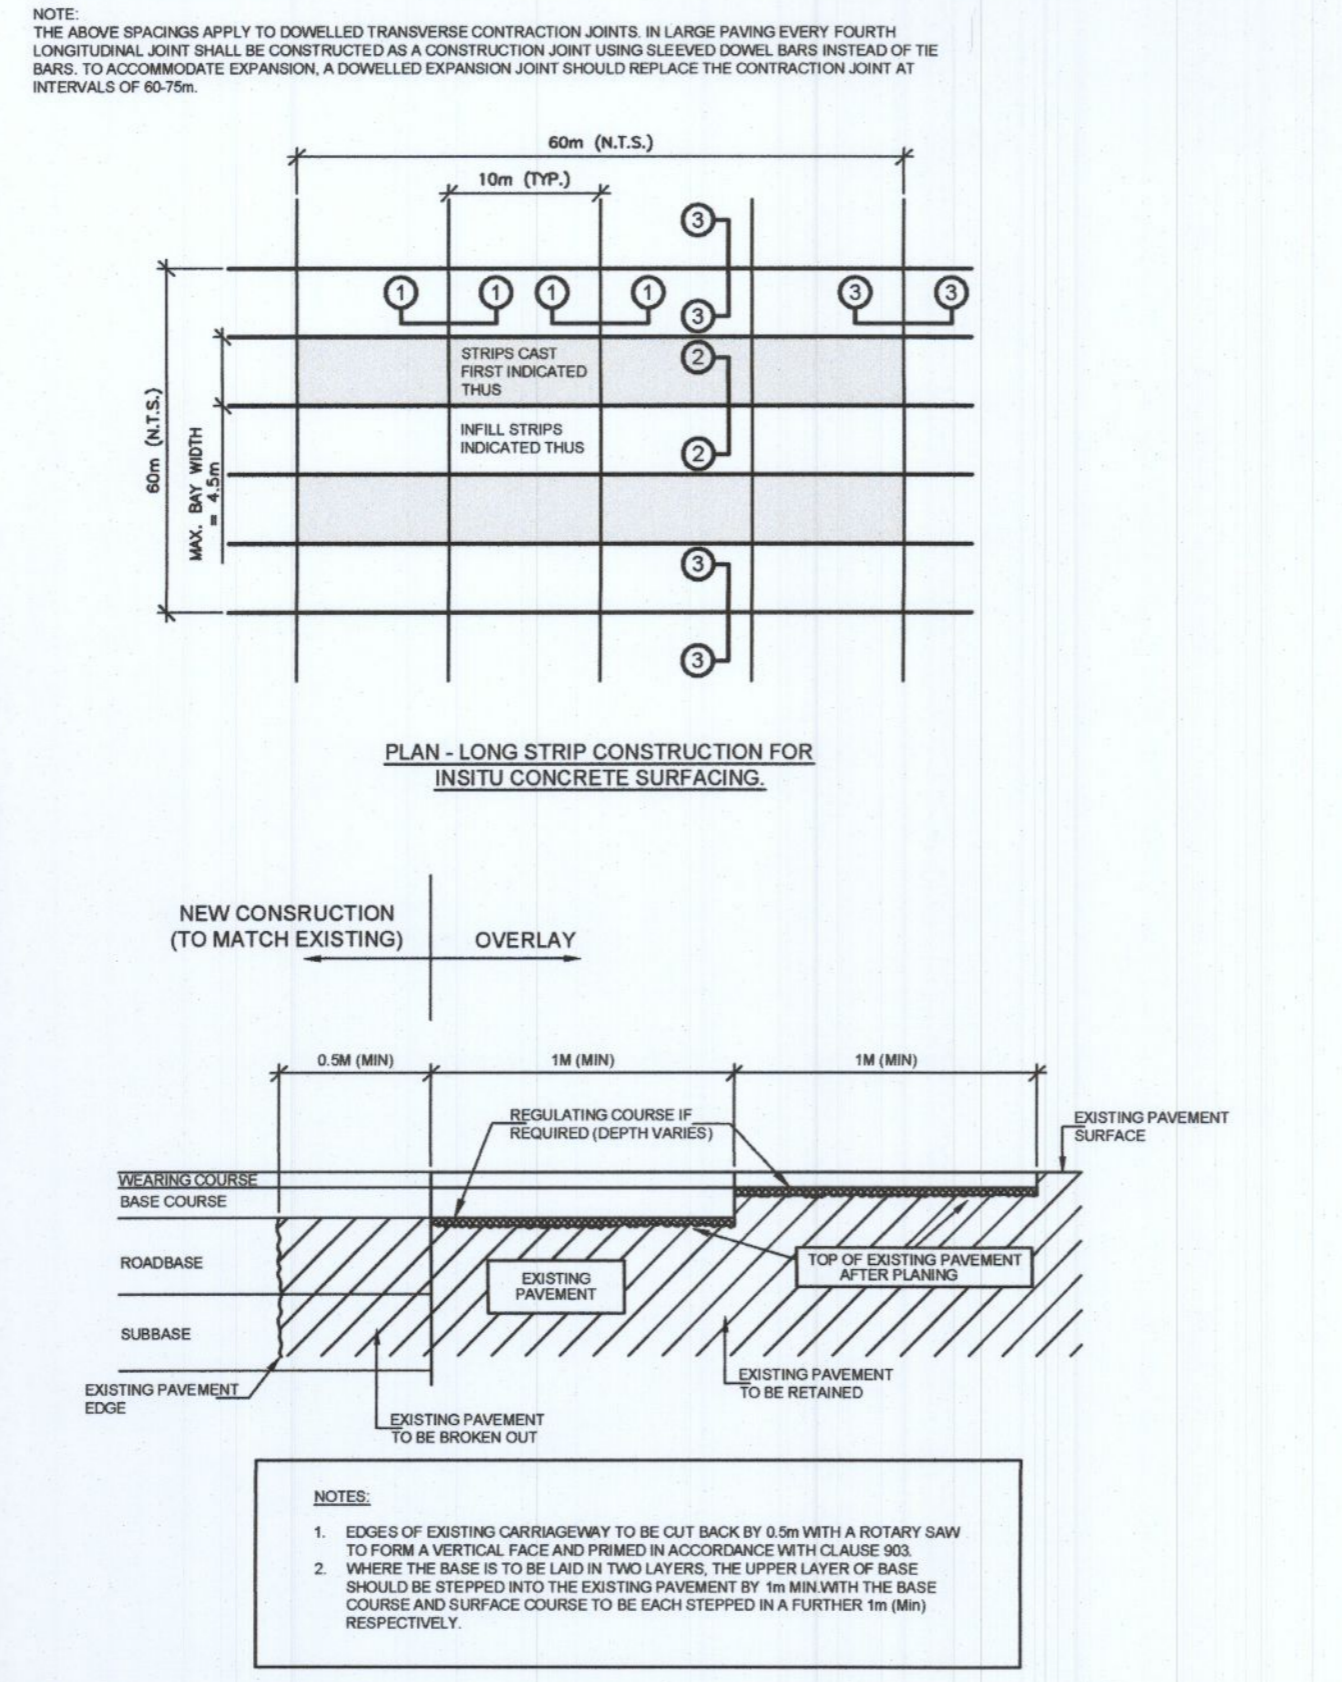 NOTE:
THE ABOVE SPACINGS APPLY TO DOWELLED TRANSVERSE CONTRACTION JOINTS. IN LARGE PAVING EVERY FOURTH
LONGITUDINAL JOINT SHALL BE CONSTRUCTED AS A CONSTRUCTION JOINT USING SLEEVED DOWEL BARS INSTEAD OF TIE
BARS. TO ACCOMMODATE EXPANSION, A DOWELLED EXPANSION JOINT SHOULD REPLACE THE CONTRACTION JOINT AT
INTERVALS OF 60-75m.
60m (N.T.S.)
10m (TYP.)
3
1 1 1 1 3 3 3
STRIPS CAST
FIRST INDICATED
THUS
2
INFILL STRIPS
INDICATED THUS
2
60m (N.T.S.)
MAX. BAY WIDTH
= 4.5m
3
3
PLAN - LONG STRIP CONSTRUCTION FOR
INSITU CONCRETE SURFACING.
NEW CONSRUCTION
(TO MATCH EXISTING)
OVERLAY
0.5M (MIN)
1M (MIN)
1M (MIN)
REGULATING COURSE IF
REQUIRED (DEPTH VARIES)
EXISTING PAVEMENT
SURFACE
WEARING COURSE
BASE COURSE
ROADBASE
EXISTING
PAVEMENT
TOP OF EXISTING PAVEMENT
AFTER PLANING
SUBBASE
EXISTING PAVEMENT
EDGE
EXISTING PAVEMENT
TO BE RETAINED
EXISTING PAVEMENT
TO BE BROKEN OUT
NOTES:
1. EDGES OF EXISTING CARRIAGEWAY TO BE CUT BACK BY 0.5m WITH A ROTARY SAW
TO FORM A VERTICAL FACE AND PRIMED IN ACCORDANCE WITH CLAUSE 903.
2. WHERE THE BASE IS TO BE LAID IN TWO LAYERS, THE UPPER LAYER OF BASE
SHOULD BE STEPPED INTO THE EXISTING PAVEMENT BY 1m MIN.WITH THE BASE
COURSE AND SURFACE COURSE TO BE EACH STEPPED IN A FURTHER 1m (Min)
RESPECTIVELY.